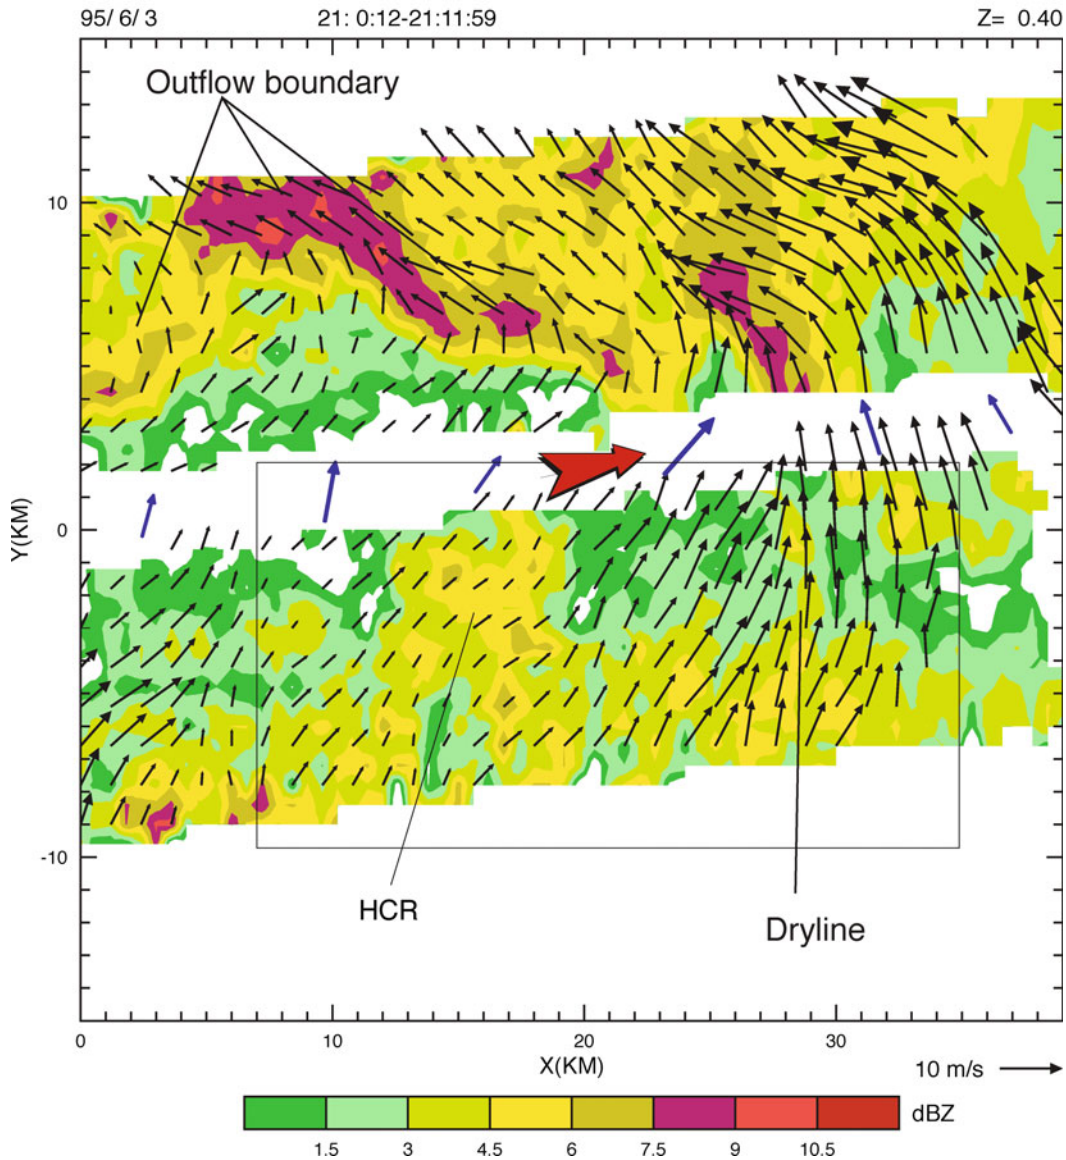 95/ 6/ 3 21: 0:12-21:11:59 Z= 0.40
Outflow boundary
10
Y(KM)
0
-10
HCR
Dryline
0 10 20 30
X(KM)
10 m/s
dBZ
1.5 3 4.5 6 7.5 9 10.5